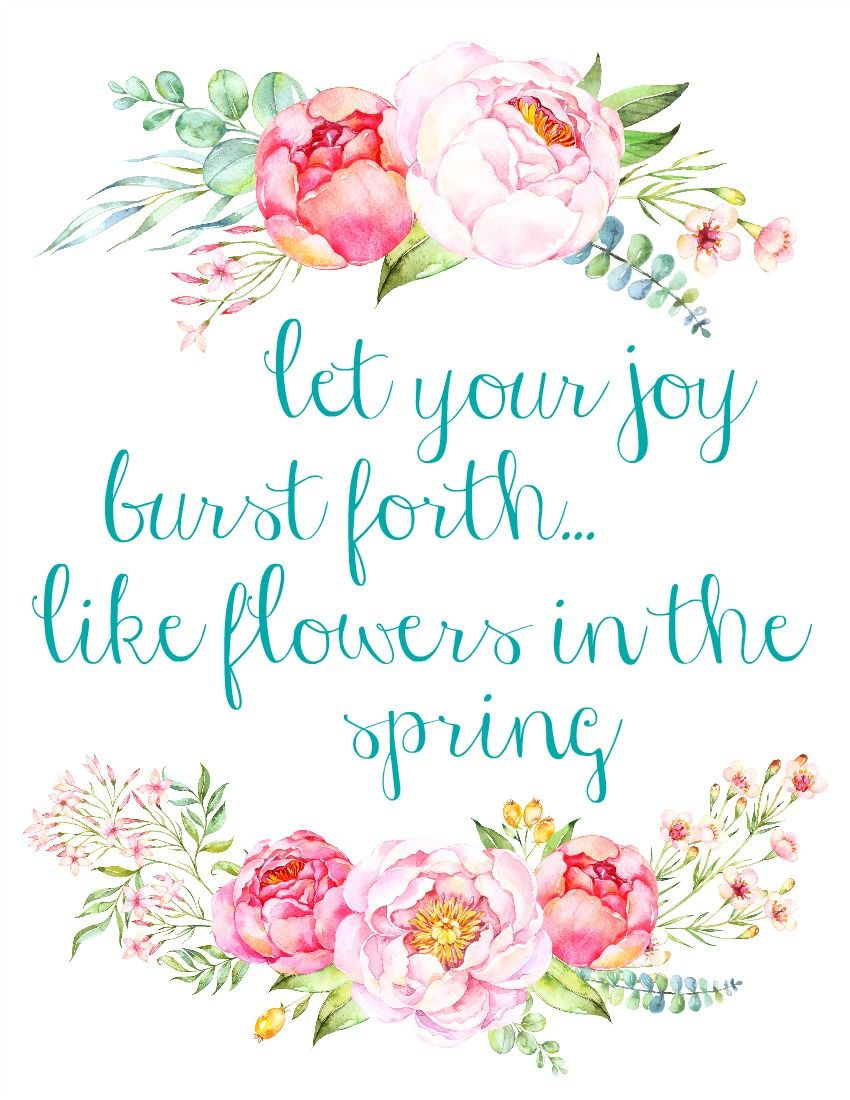 let your joy
burst forth...
like flowers in the
spring